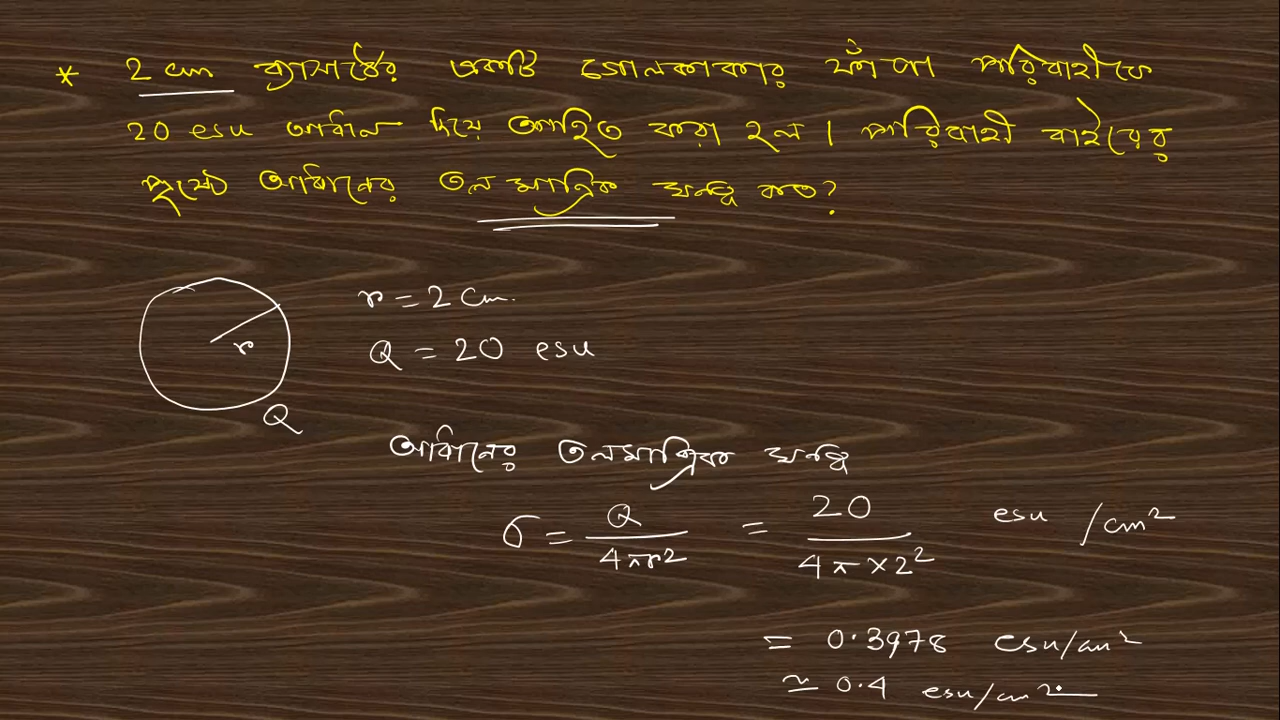 * 2 cm ব্যাসার্ধের একটি গোলকাকার ফাঁপা পরিবাহীকে
20 esu আধান দিয়ে আহিত করা হল । পরিবাহী বাইরের
পৃষ্ঠে আধানের তল মাত্রিক ঘনত্ব কত?
r = 2 cm.
Q = 20 esu
r
Q
আধানের তলমাত্রিক ঘনত্ব
σ = Q / 4πr² = 20 / 4π×2² esu /cm²
= 0.3978 esu/cm²
≃ 0.4 esu/cm²